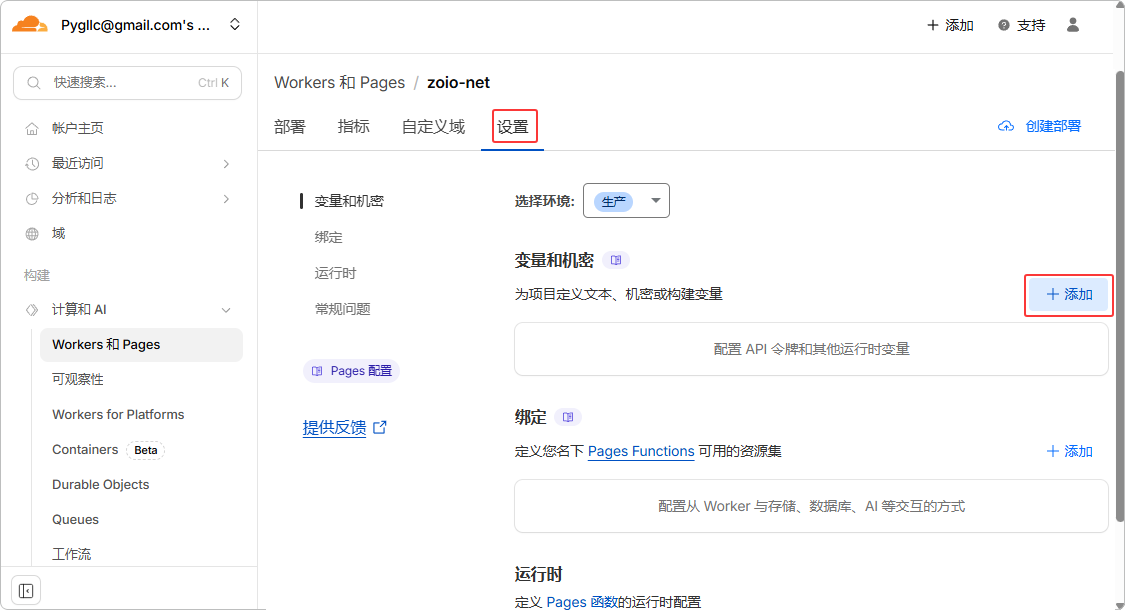 Pygllc@gmail.com's ...
添加
支持
快速搜索... Ctrl K
帐户主页
最近访问
分析和日志
域
构建
计算和 AI
Workers 和 Pages
可观察性
Workers for Platforms
Containers Beta
Durable Objects
Queues
工作流
Workers 和 Pages / zoio-net
部署 指标 自定义域 设置
创建部署
变量和机密
绑定
运行时
常规问题
Pages 配置
提供反馈
选择环境: 生产
变量和机密
为项目定义文本、机密或构建变量
添加
配置 API 令牌和其他运行时变量
绑定
定义您名下 Pages Functions 可用的资源集
添加
配置从 Worker 与存储、数据库、AI 等交互的方式
运行时
定义 Pages 函数的运行时配置